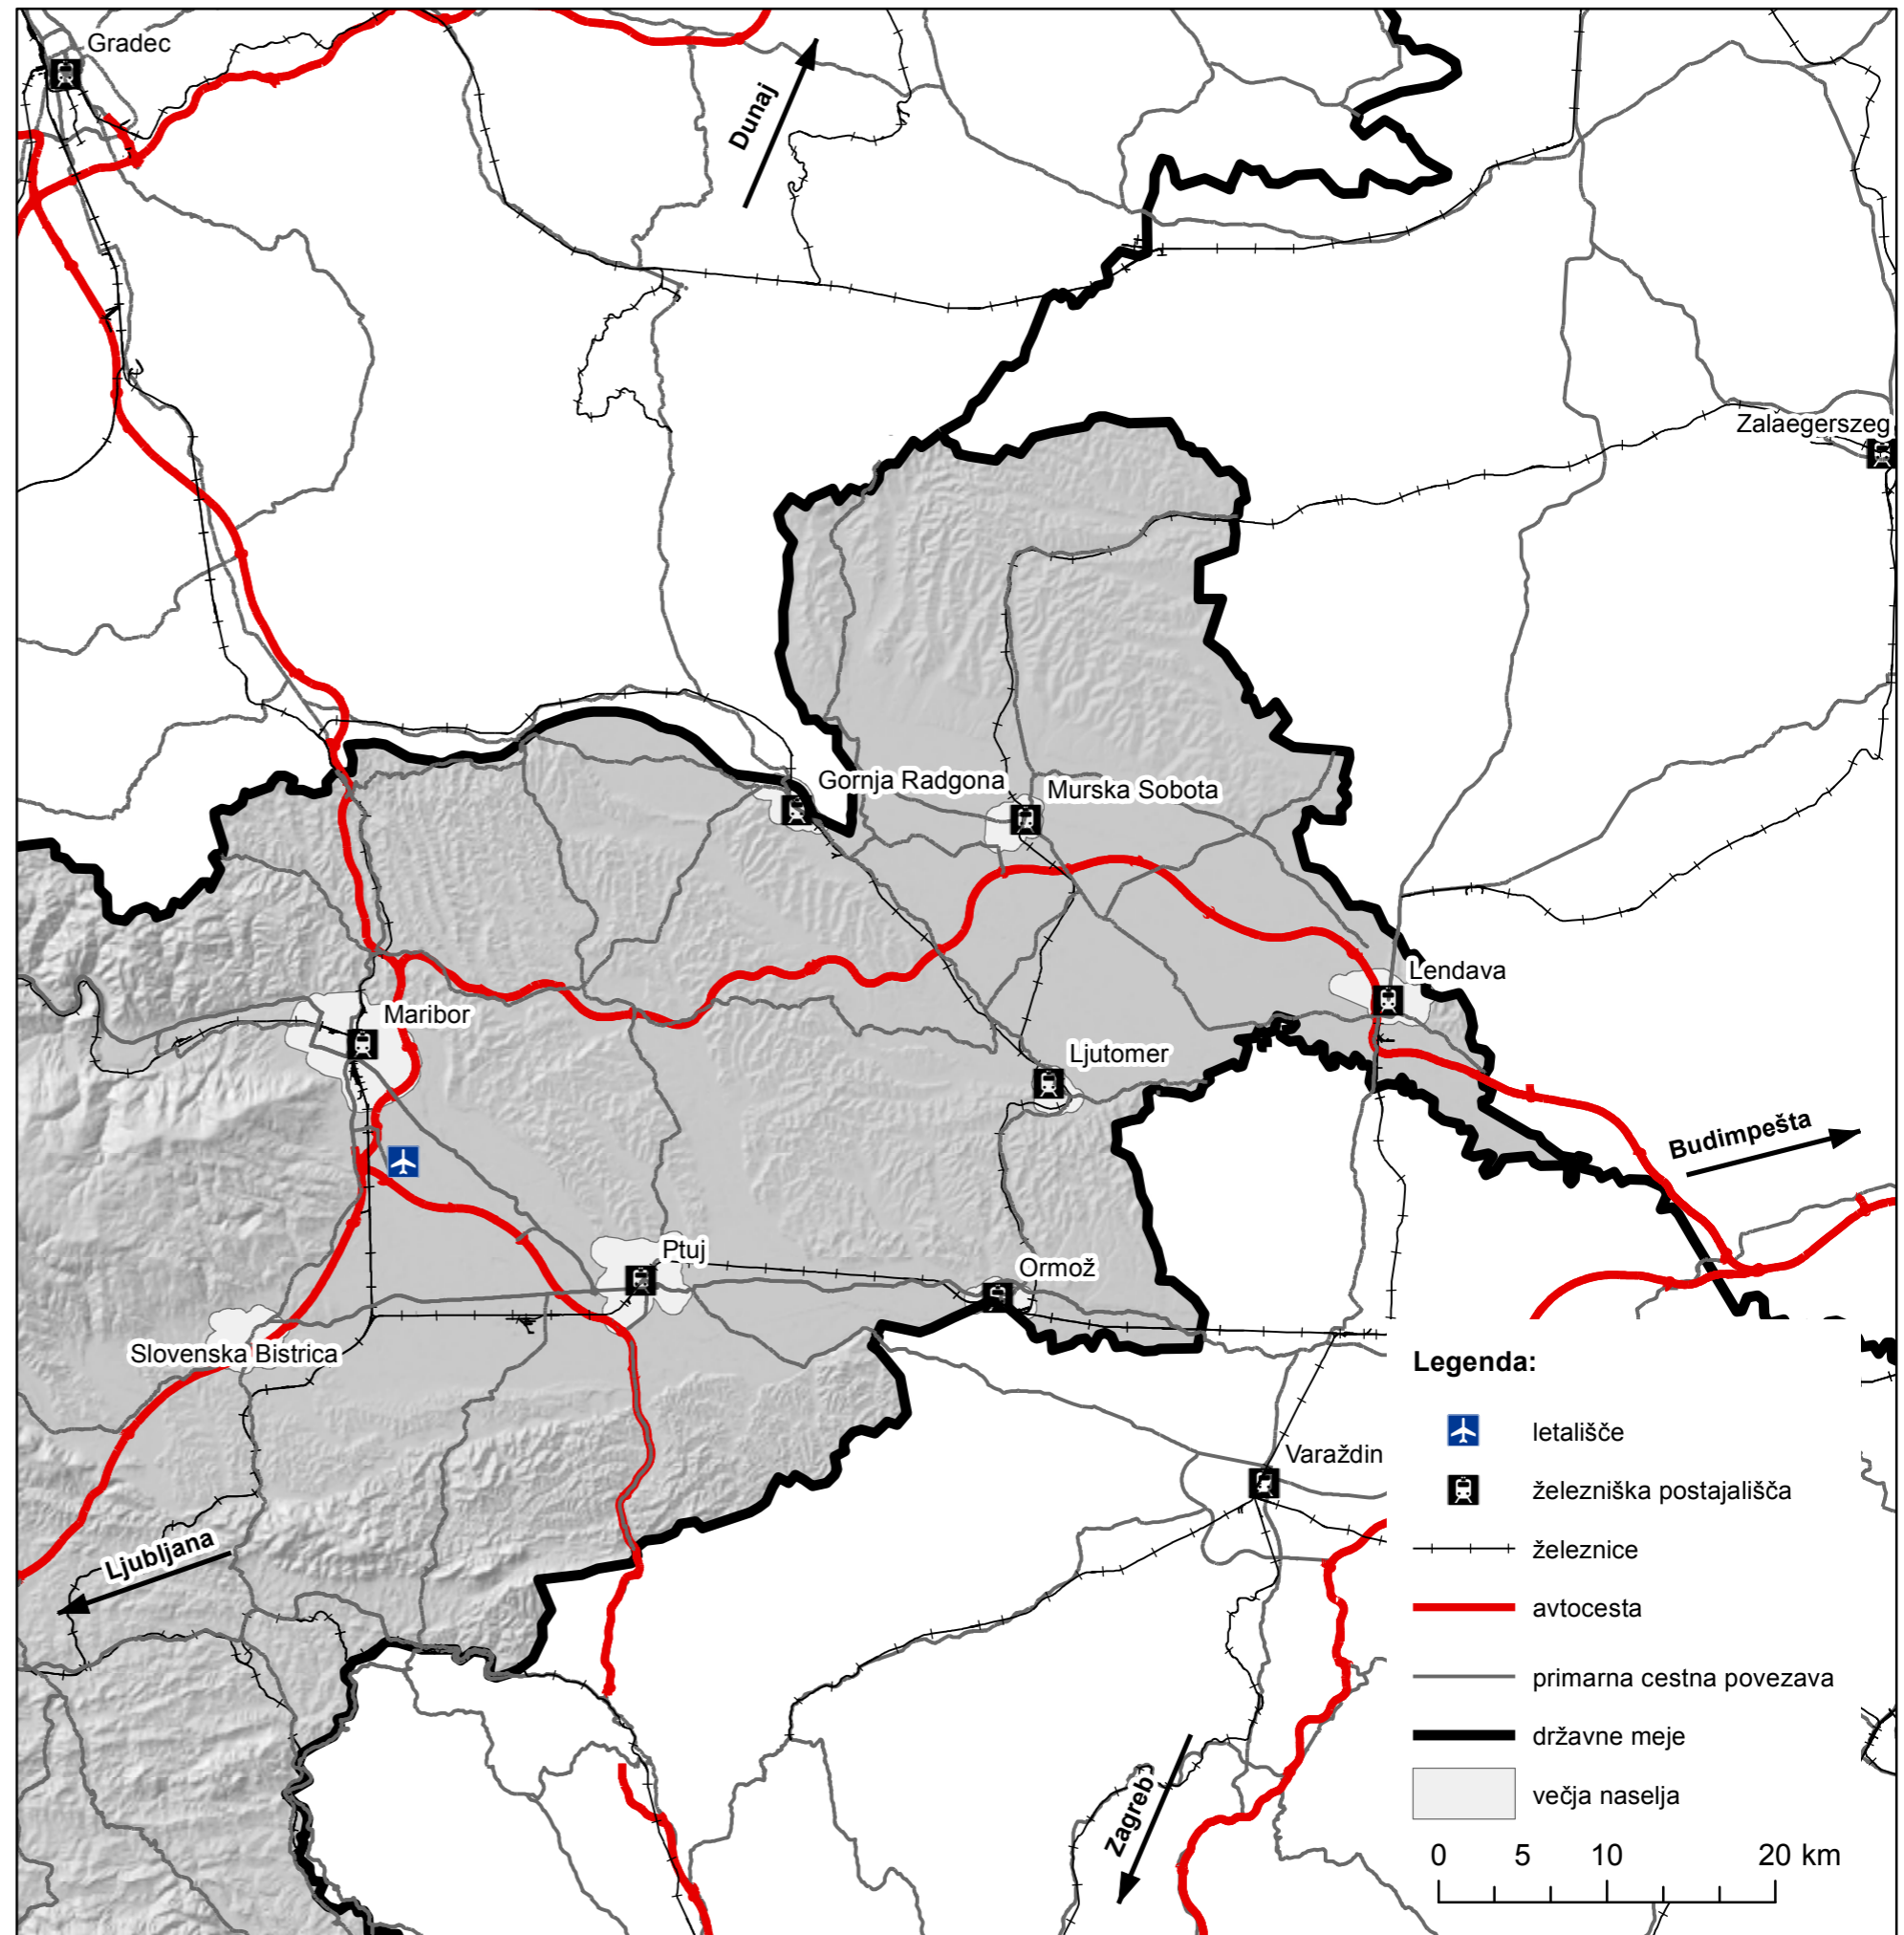 Gradec
Dunaj
Zalaegerszeg
Gornja Radgona
Murska Sobota
Lendava
Maribor
Ljutomer
Budimpešta
Ptuj
Ormož
Slovenska Bistrica
Varaždin
Ljubljana
Zagreb
Legenda:
letališče
železniška postajališča
železnice
avtocesta
primarna cestna povezava
državne meje
večja naselja
0 5 10 20 km